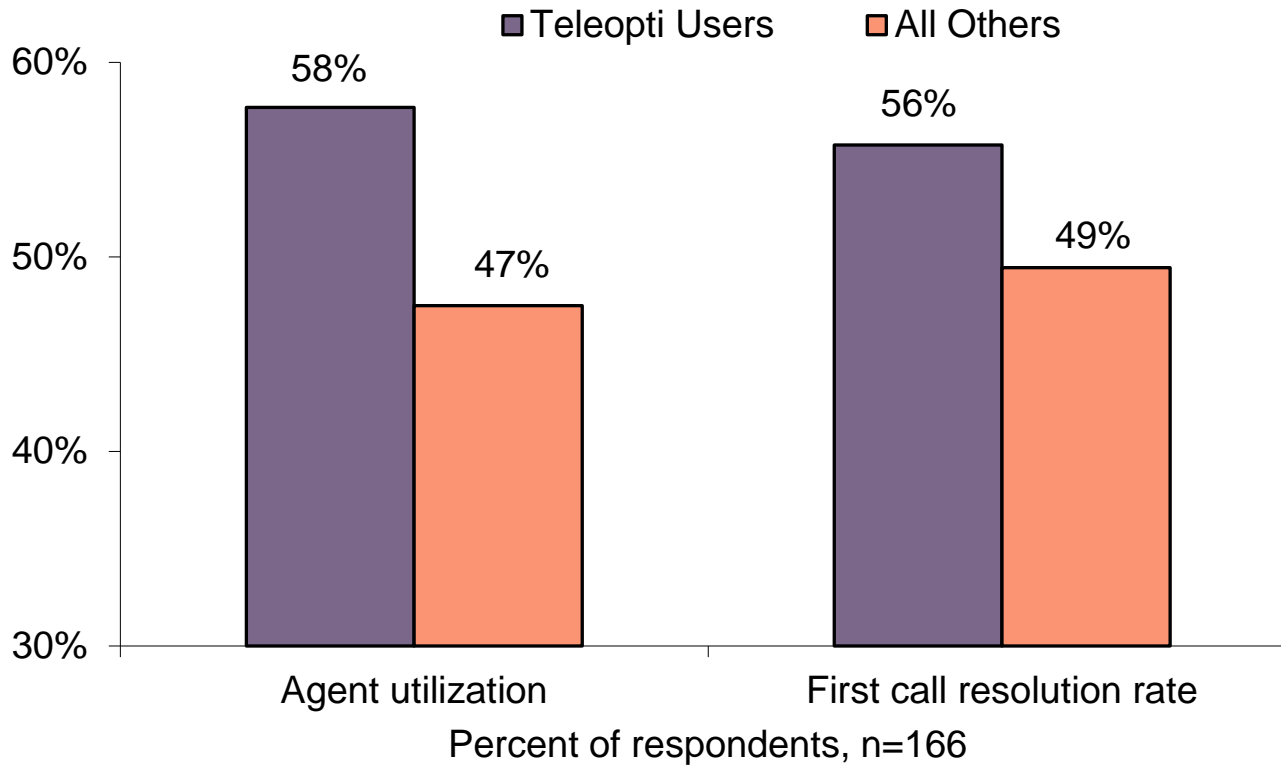 Teleopti Users All Others
60%
58%
56%
50%
47%
49%
40%
30%
Agent utilization First call resolution rate
Percent of respondents, n=166